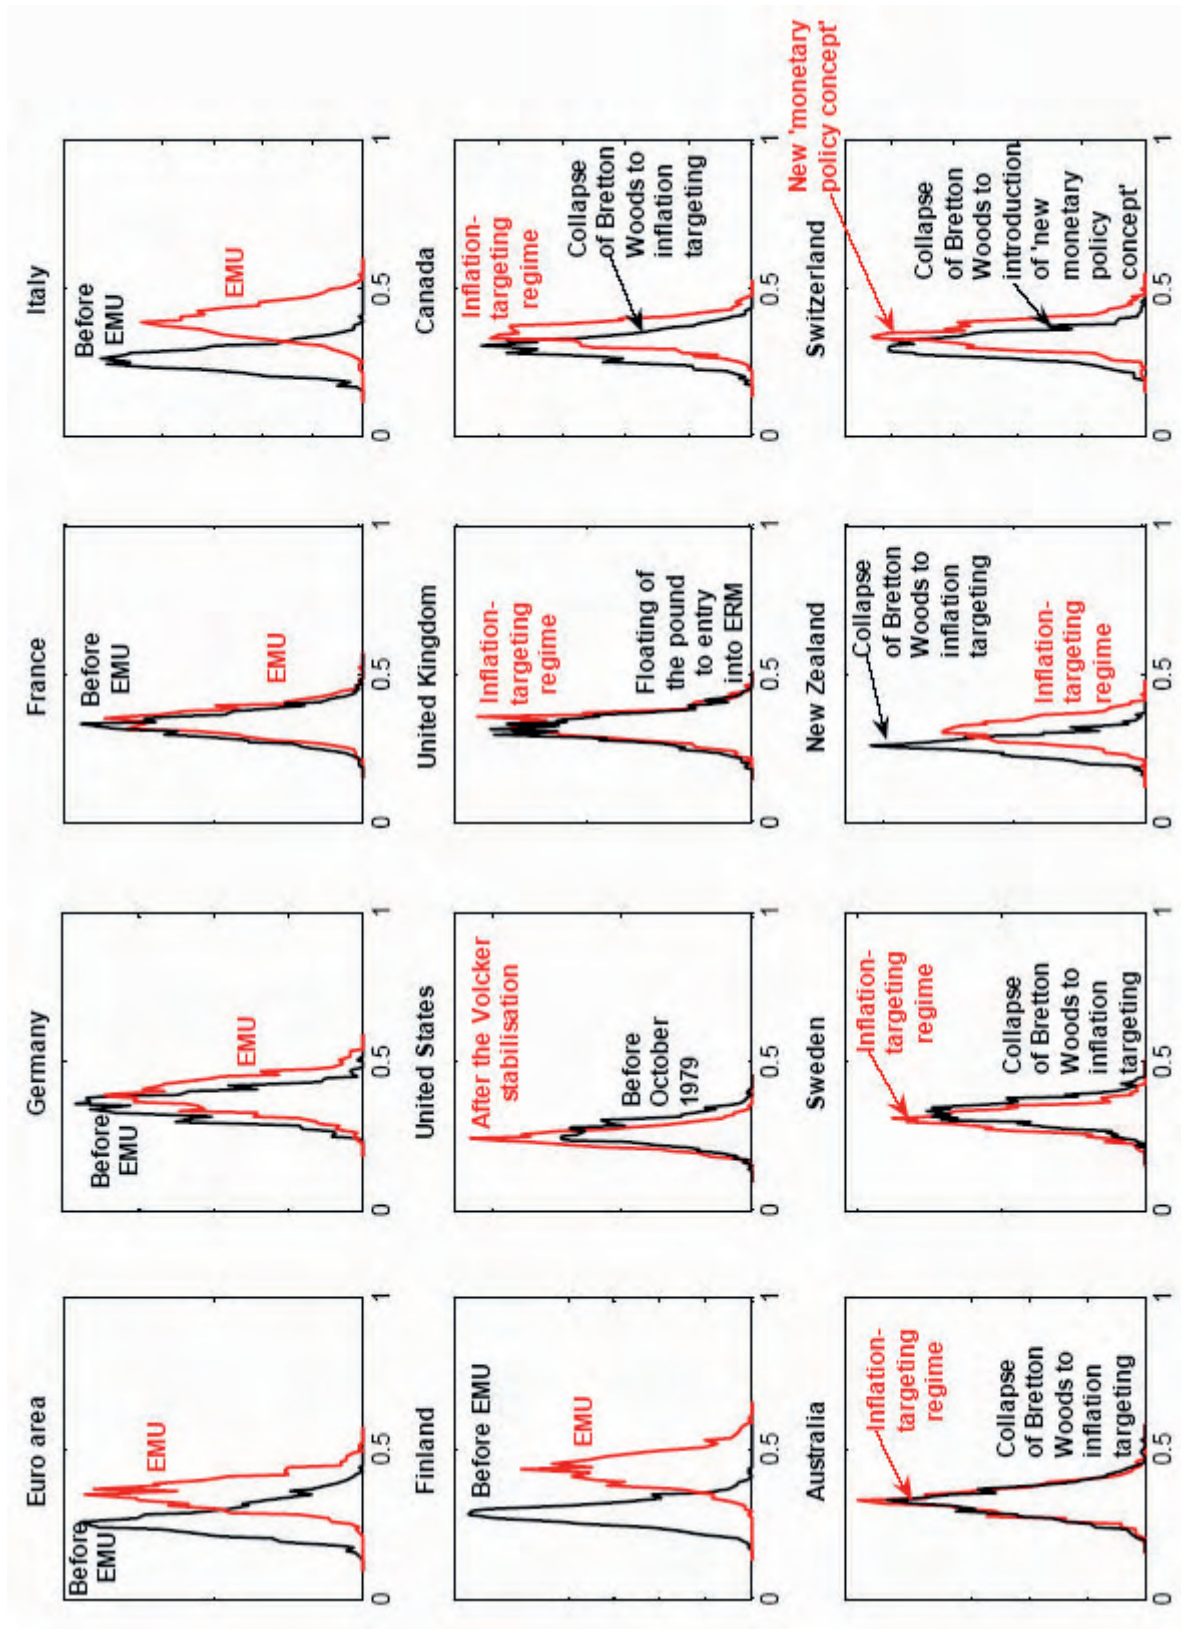 Euro area
Before
EMU
EMU
0
0.5
1
Germany
Before
EMU
EMU
0
0.5
1
France
Before
EMU
EMU
0
0.5
1
Italy
Before
EMU
EMU
0
0.5
1
Finland
Before EMU
EMU
0
0.5
1
United States
After the Volcker
stabilisation
Before
October
1979
0
0.5
1
United Kingdom
Inflation-
targeting
regime
Floating of
the pound
to entry
into ERM
0
0.5
1
Canada
Inflation-
targeting
regime
Collapse
of Bretton
Woods to
inflation
targeting
0
0.5
1
Australia
Inflation-
targeting
regime
Collapse
of Bretton
Woods to
inflation
targeting
0
0.5
1
Sweden
Inflation-
targeting
regime
Collapse
of Bretton
Woods to
inflation
targeting
0
0.5
1
New Zealand
Collapse
of Bretton
Woods to
inflation
targeting
Inflation-
targeting
regime
0
0.5
1
Switzerland
New 'monetary
policy concept'
Collapse
of Bretton
Woods to
introduction
of 'new
monetary
policy
concept'
0
0.5
1